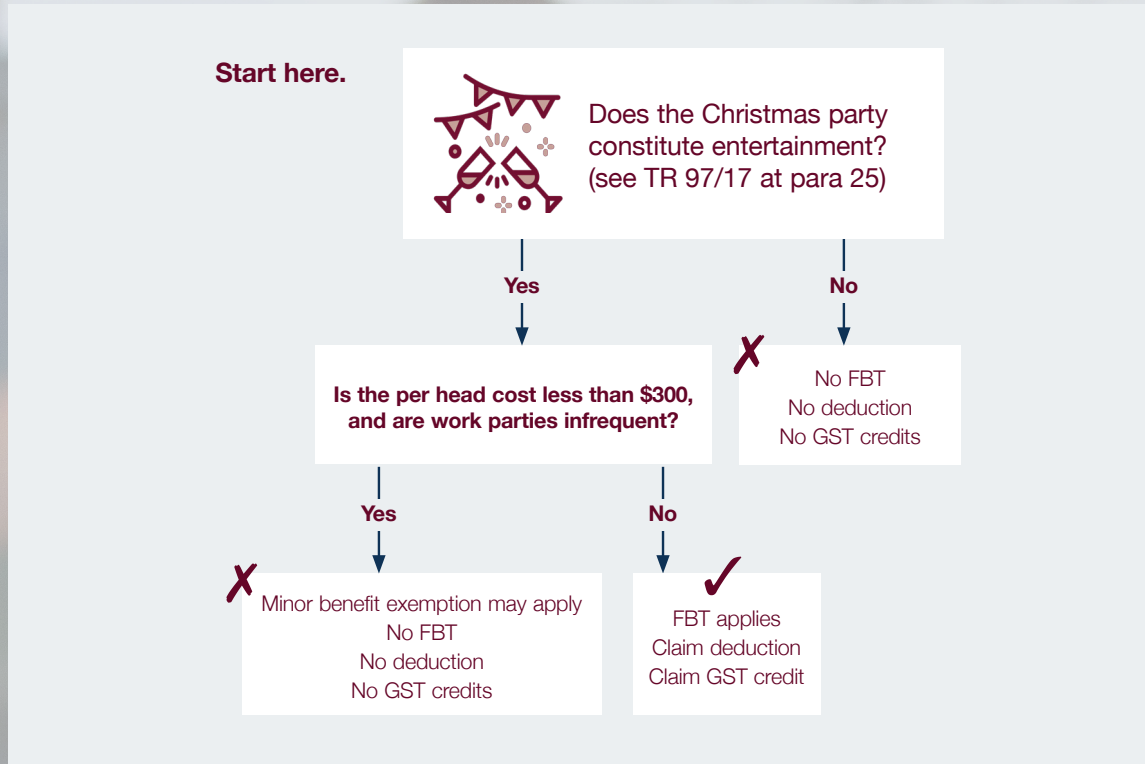 Start here.
Does the Christmas party
constitute entertainment?
(see TR 97/17 at para 25)
Yes
No
Is the per head cost less than $300,
and are work parties infrequent?
No FBT
No deduction
No GST credits
Yes
No
Minor benefit exemption may apply
No FBT
No deduction
No GST credits
FBT applies
Claim deduction
Claim GST credit